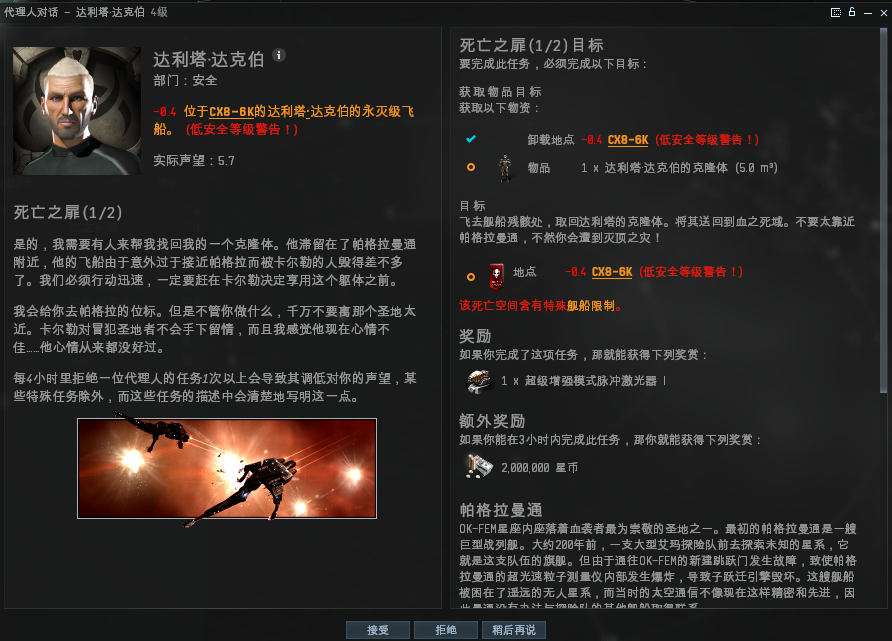 代理人对话 - 达利塔·达克伯 4级
达利塔·达克伯
部门：安全
-0.4 位于CX8-6K的达利塔·达克伯的永灭级飞
船。 (低安全等级警告！)
实际声望：5.7
死亡之扉(1/2)
是的，我需要有人来帮我找回我的一个克隆体。他滞留在了帕格拉曼通
附近，他的飞船由于意外过于接近帕格拉而被卡尔勒的人毁得差不多
了。我们必须行动迅速，一定要赶在卡尔勒决定享用这个躯体之前。
我会给你去帕格拉的位标。但是不管你做什么，千万不要离那个圣地太
近。卡尔勒对冒犯圣地者不会手下留情，而且我感觉他现在心情不
佳……他心情从来都没好过。
每4小时里拒绝一位代理人的任务1次以上会导致其调低对你的声望，某
些特殊任务除外，而这些任务的描述中会清楚地写明这一点。
死亡之扉(1/2)目标
要完成此任务，必须完成以下目标：
获取物品目标
获取以下物资：
卸载地点 -0.4 CX8-6K (低安全等级警告！)
物品 1 x 达利塔·达克伯的克隆体 (5.0 m³)
目标
飞去舰船残骸处，取回达利塔的克隆体。将其送回到血之死域。不要太靠近
帕格拉曼通，不然你会遭到灭顶之灾！
地点 -0.4 CX8-6K (低安全等级警告！)
该死亡空间含有特殊舰船限制。
奖励
如果你完成了这项任务，那就能获得下列奖赏：
1 x 超级增强模式脉冲激光器 I
额外奖励
如果你能在3小时内完成此任务，那你就能获得下列奖赏：
2,000,000 星币
帕格拉曼通
OK-FEM星座内座落着血袭者最为崇敬的圣地之一。最初的帕格拉曼通是一艘
巨型战列舰。大约200年前，一支大型艾玛探险队前去探索未知的星系，它
就是这支队伍的旗舰。但由于通往OK-FEM的新建跳跃门发生故障，致使帕格
拉曼通的超光速粒子测量仪内部发生爆炸，导致子跃迁引擎毁坏。这艘舰船
被困在了遥远的无人星系，而当时的太空通信不像现在这样精密和先进，因
此曼通没有办法与探险队的其他舰船取得联系
接受
拒绝
稍后再说